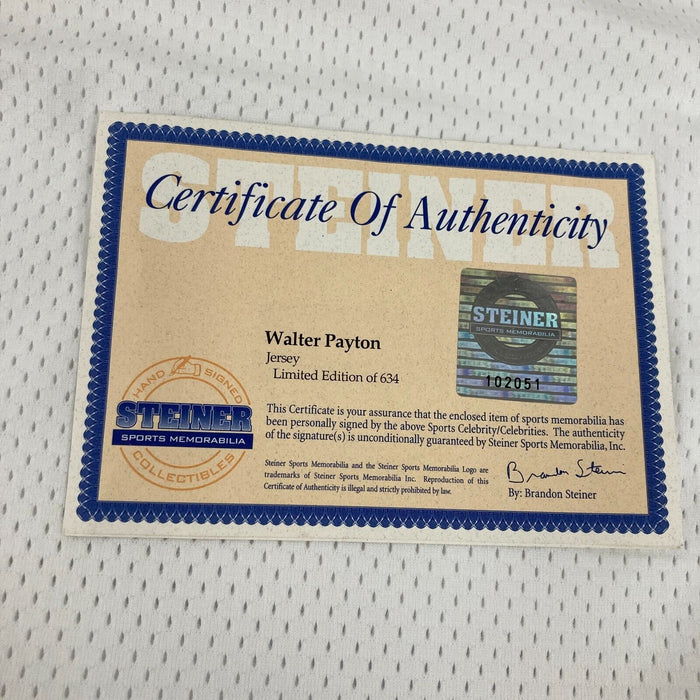 STEINER
Certificate Of Authenticity
STEINER
SPORTS MEMORABILIA
102051
Walter Payton
Jersey
Limited Edition of 634
HAND SIGNED
STEINER
SPORTS MEMORABILIA
COLLECTIBLES
This Certificate is your assurance that the enclosed item of sports memorabilia has
been personally signed by the above Sports Celebrity/Celebrities. The authenticity
of the signature(s) is unconditionally guaranteed by Steiner Sports Memorabilia, Inc.
Steiner Sports Memorabilia and the Steiner Sports Memorabilia Logo are
trademarks of Steiner Sports Memorabilia Inc. Reproduction of this
Certificate of Authenticity is illegal and strictly prohibited by law.
Brandon Steiner
By: Brandon Steiner